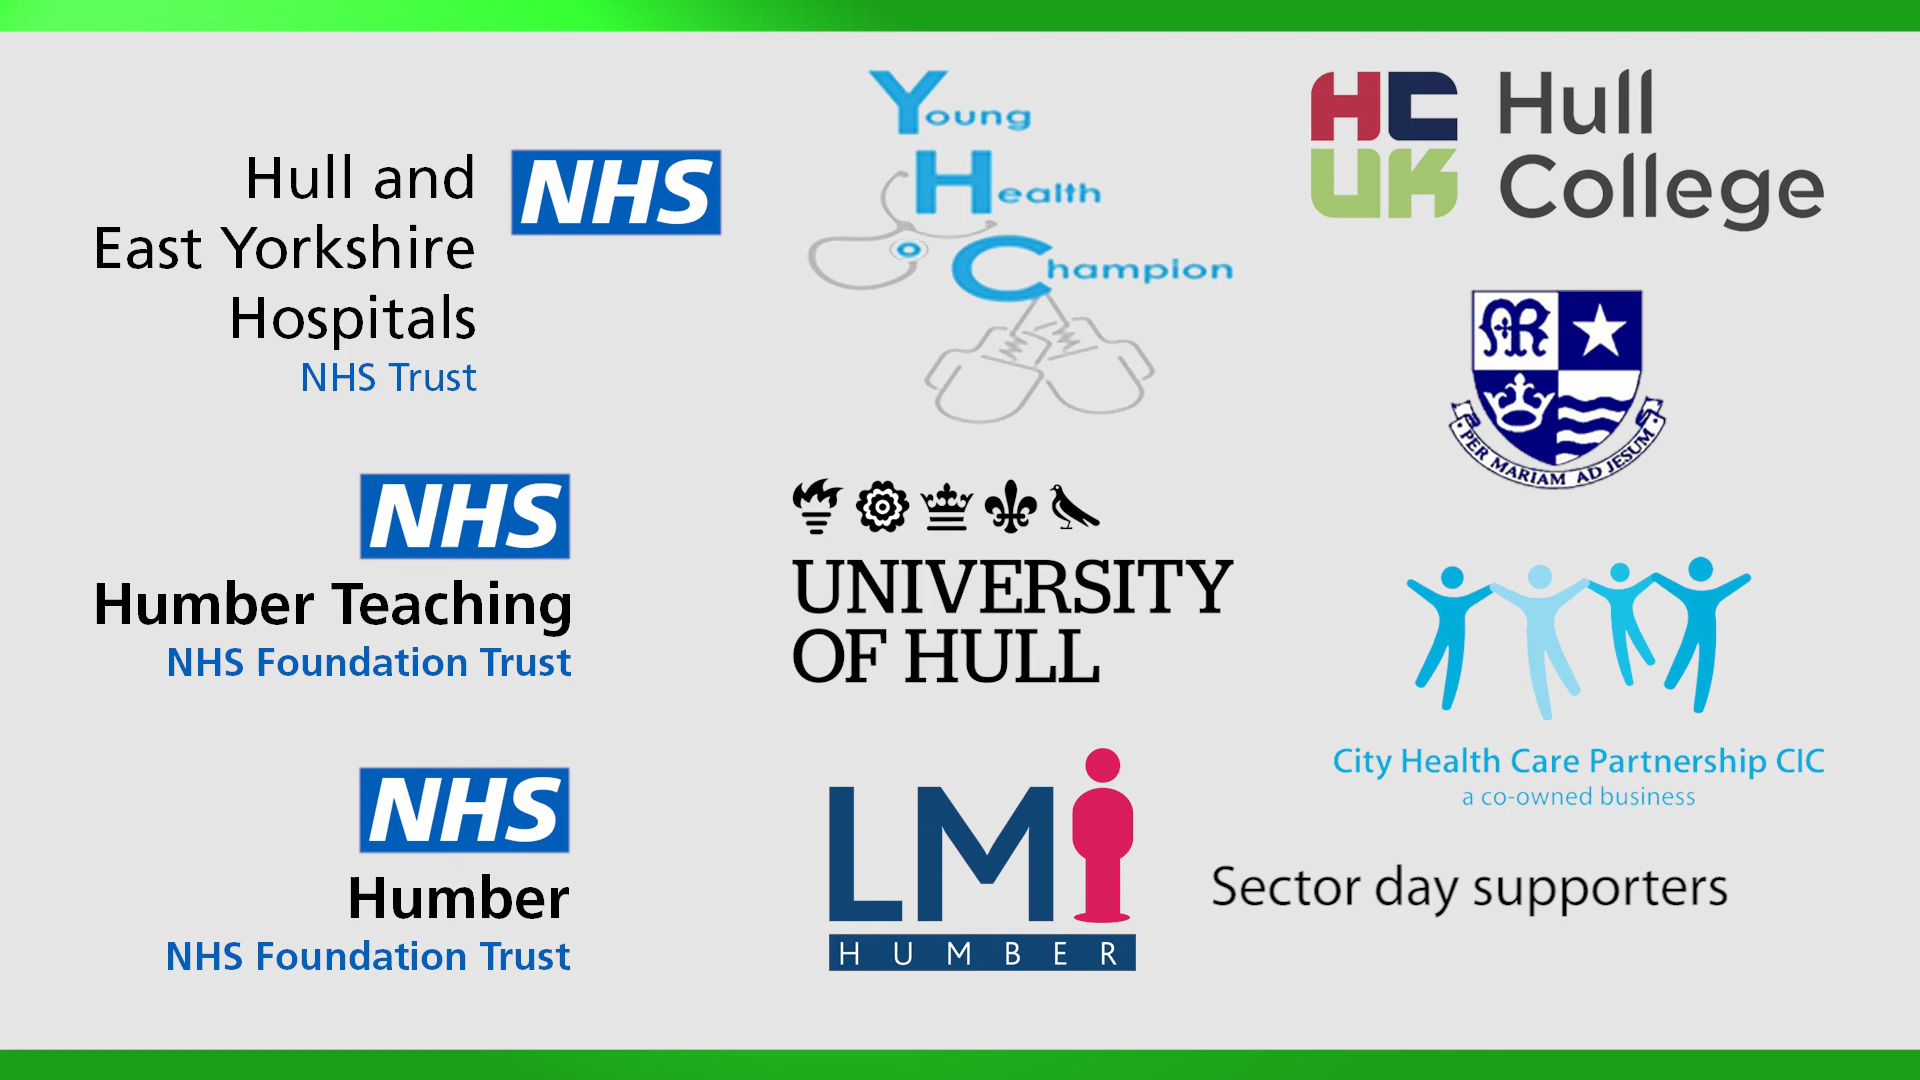 Hull and
East Yorkshire
Hospitals
NHS Trust
NHS
Young
Health
Champion
HC
UK
Hull
College
PER MARIAM AD JESUM
NHS
Humber Teaching
NHS Foundation Trust
UNIVERSITY
OF HULL
City Health Care Partnership CIC
a co-owned business
NHS
Humber
NHS Foundation Trust
LMi
HUMBER
Sector day supporters